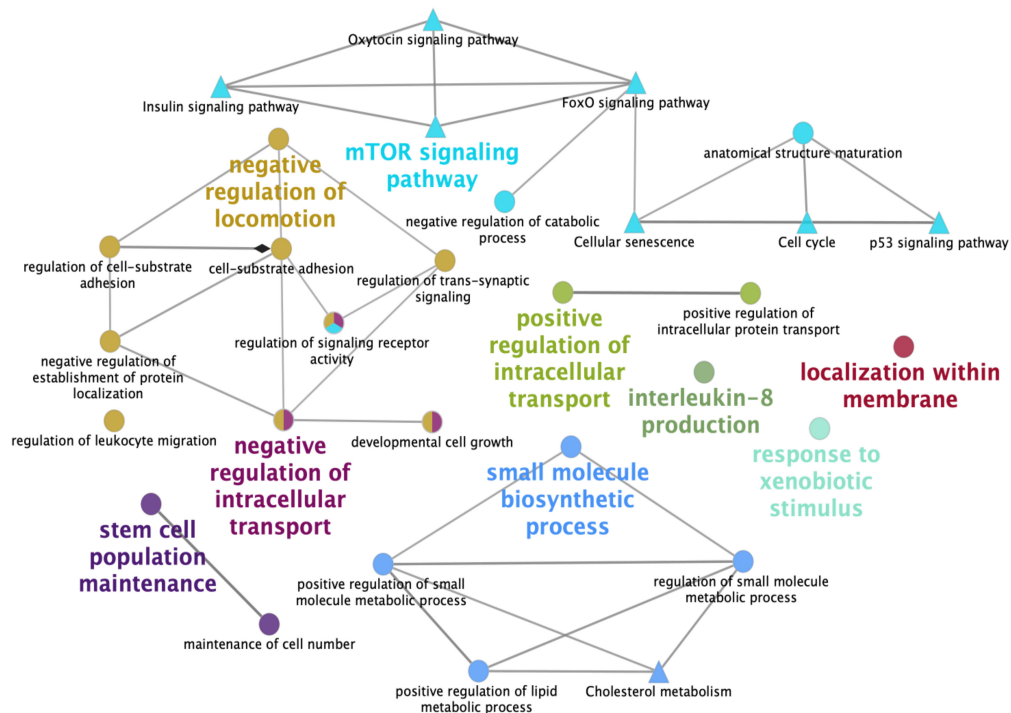 Oxytocin signaling pathway
Insulin signaling pathway
FoxO signaling pathway
mTOR signaling
pathway
anatomical structure maturation
negative regulation of catabolic
process
Cellular senescence
Cell cycle
p53 signaling pathway
negative
regulation of
locomotion
regulation of cell-substrate
adhesion
cell-substrate adhesion
regulation of trans-synaptic
signaling
regulation of signaling receptor
activity
negative regulation of
establishment of protein
localization
regulation of leukocyte migration
negative
regulation of
intracellular
transport
developmental cell growth
positive
regulation of
intracellular
transport
positive regulation of
intracellular protein transport
interleukin-8
production
localization within
membrane
response to
xenobiotic
stimulus
small molecule
biosynthetic
process
stem cell
population
maintenance
maintenance of cell number
positive regulation of small
molecule metabolic process
regulation of small molecule
metabolic process
positive regulation of lipid
metabolic process
Cholesterol metabolism